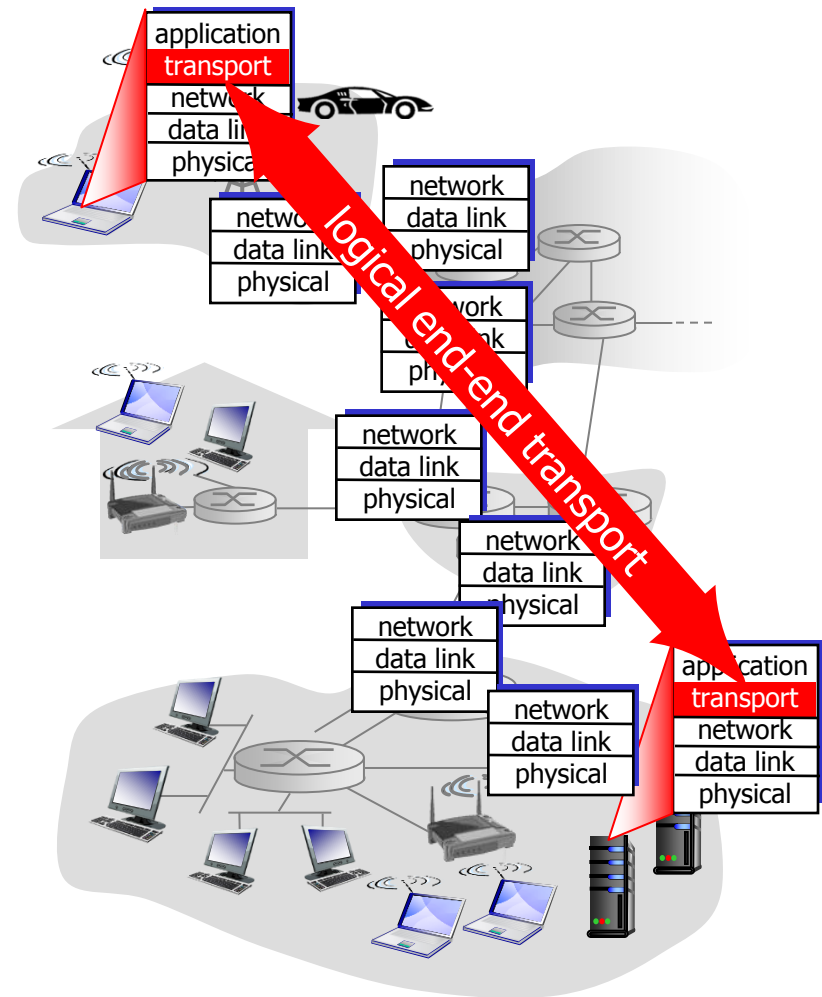 application
transport
network
data link
physical
network
data link
physical
network
data link
physical
logical end-end transport
network
data link
physical
network
data link
physical
network
data link
physical
network
data link
physical
application
transport
network
data link
physical